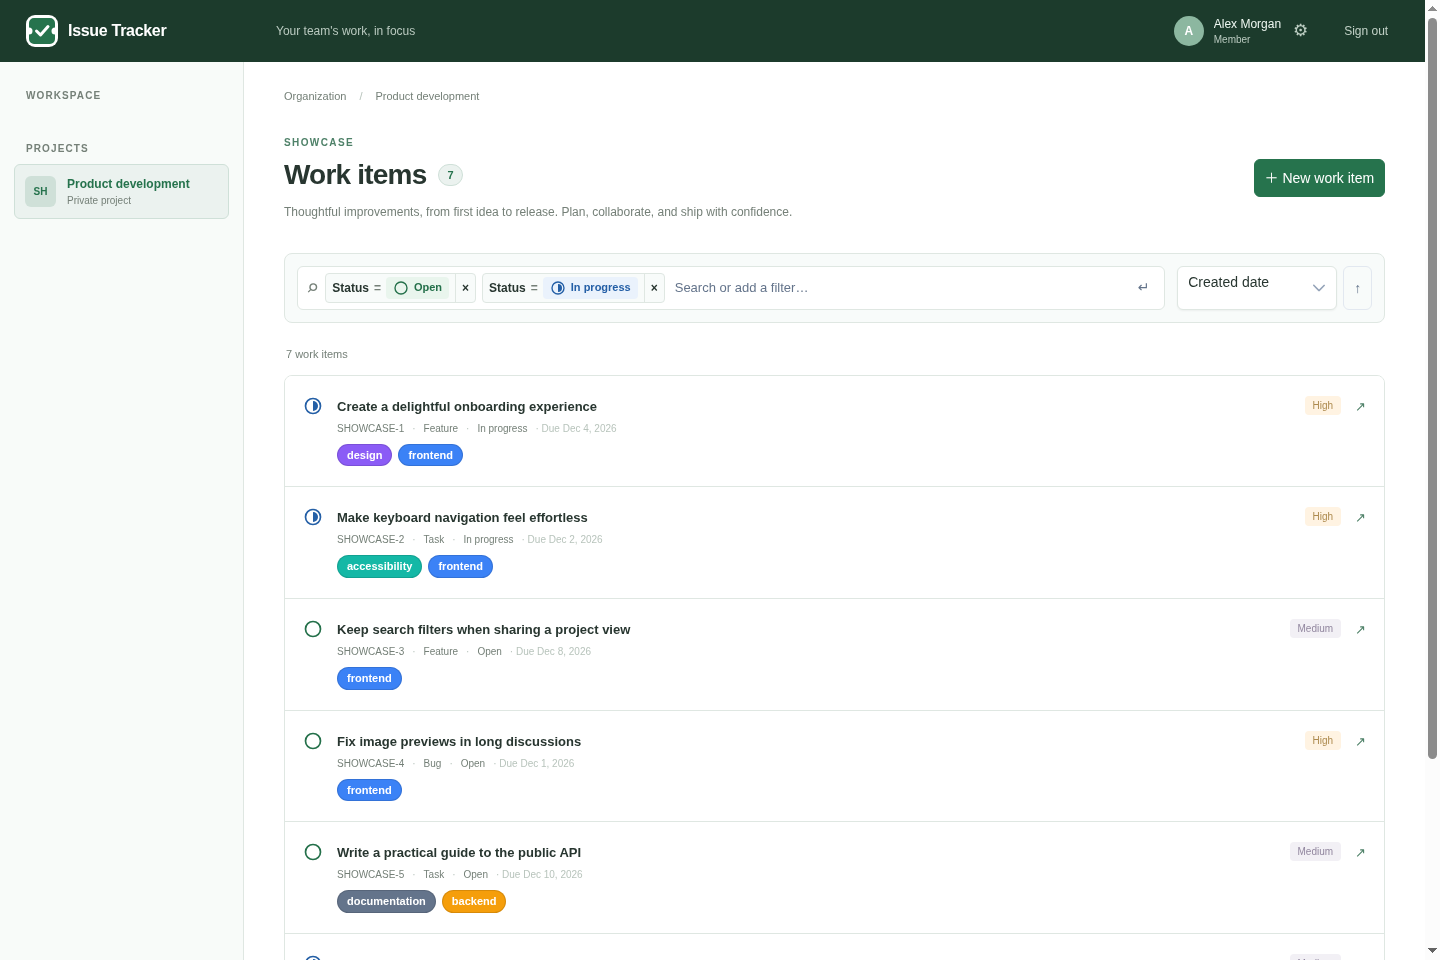 Issue Tracker
Your team's work, in focus
A
Alex Morgan
Member
Sign out
WORKSPACE
PROJECTS
SH
Product development
Private project
Organization / Product development
SHOWCASE
Work items 7
New work item
Thoughtful improvements, from first idea to release. Plan, collaborate, and ship with confidence.
Status = Open × Status = In progress × Search or add a filter…
Created date
↑
7 work items
Create a delightful onboarding experience
High
SHOWCASE-1 · Feature · In progress · Due Dec 4, 2026
design frontend
Make keyboard navigation feel effortless
High
SHOWCASE-2 · Task · In progress · Due Dec 2, 2026
accessibility frontend
Keep search filters when sharing a project view
Medium
SHOWCASE-3 · Feature · Open · Due Dec 8, 2026
frontend
Fix image previews in long discussions
High
SHOWCASE-4 · Bug · Open · Due Dec 1, 2026
frontend
Write a practical guide to the public API
Medium
SHOWCASE-5 · Task · Open · Due Dec 10, 2026
documentation backend